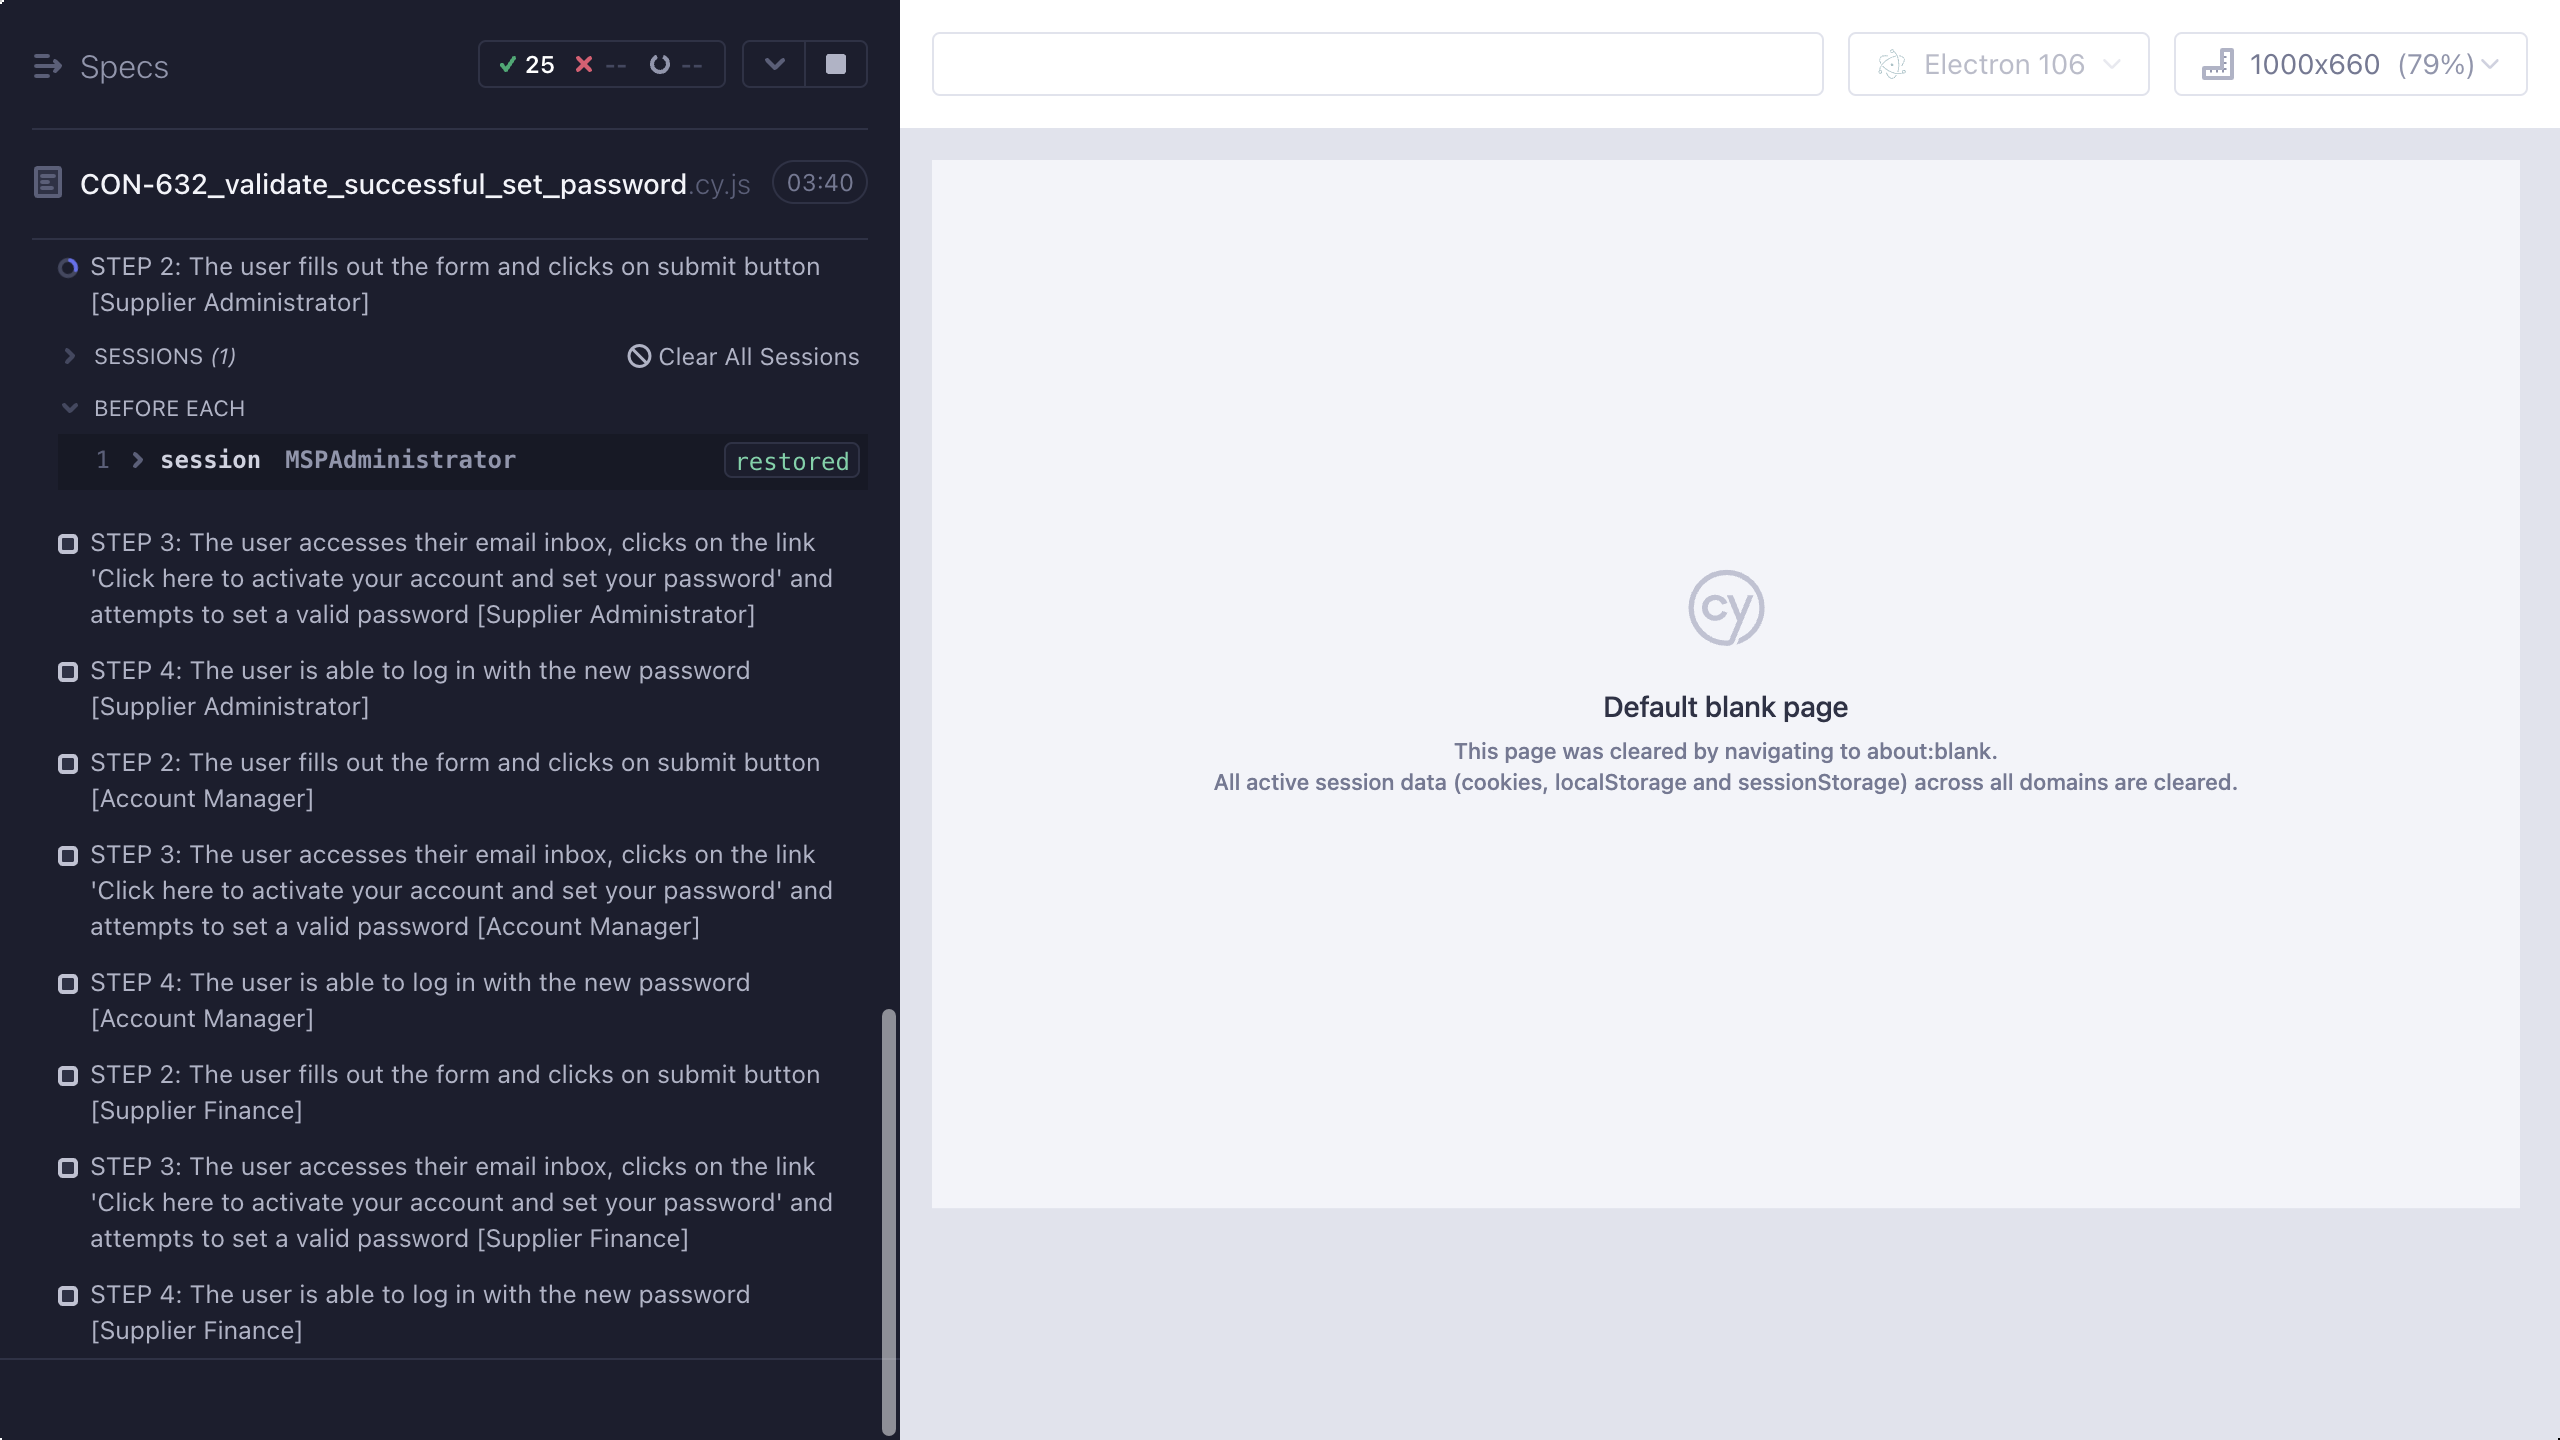 Specs
25 -- --
CON-632_validate_successful_set_password.cy.js 03:40
STEP 2: The user fills out the form and clicks on submit button
[Supplier Administrator]
SESSIONS (1) Clear All Sessions
BEFORE EACH
1 session MSPAdministrator restored
STEP 3: The user accesses their email inbox, clicks on the link
'Click here to activate your account and set your password' and
attempts to set a valid password [Supplier Administrator]
STEP 4: The user is able to log in with the new password
[Supplier Administrator]
STEP 2: The user fills out the form and clicks on submit button
[Account Manager]
STEP 3: The user accesses their email inbox, clicks on the link
'Click here to activate your account and set your password' and
attempts to set a valid password [Account Manager]
STEP 4: The user is able to log in with the new password
[Account Manager]
STEP 2: The user fills out the form and clicks on submit button
[Supplier Finance]
STEP 3: The user accesses their email inbox, clicks on the link
'Click here to activate your account and set your password' and
attempts to set a valid password [Supplier Finance]
STEP 4: The user is able to log in with the new password
[Supplier Finance]
Electron 106
1000x660 (79%)
cy
Default blank page
This page was cleared by navigating to about:blank.
All active session data (cookies, localStorage and sessionStorage) across all domains are cleared.